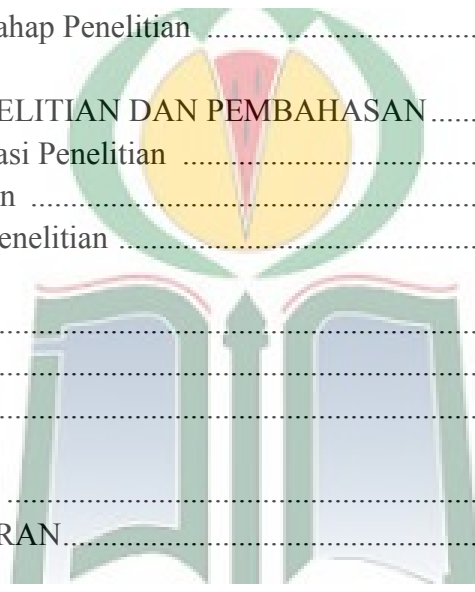 ahap Penelitian ........................
ELITIAN DAN PEMBAHASAN ......
asi Penelitian ........................
n ........................
enelitian ........................
........................
........................
........................
........................
RAN ........................